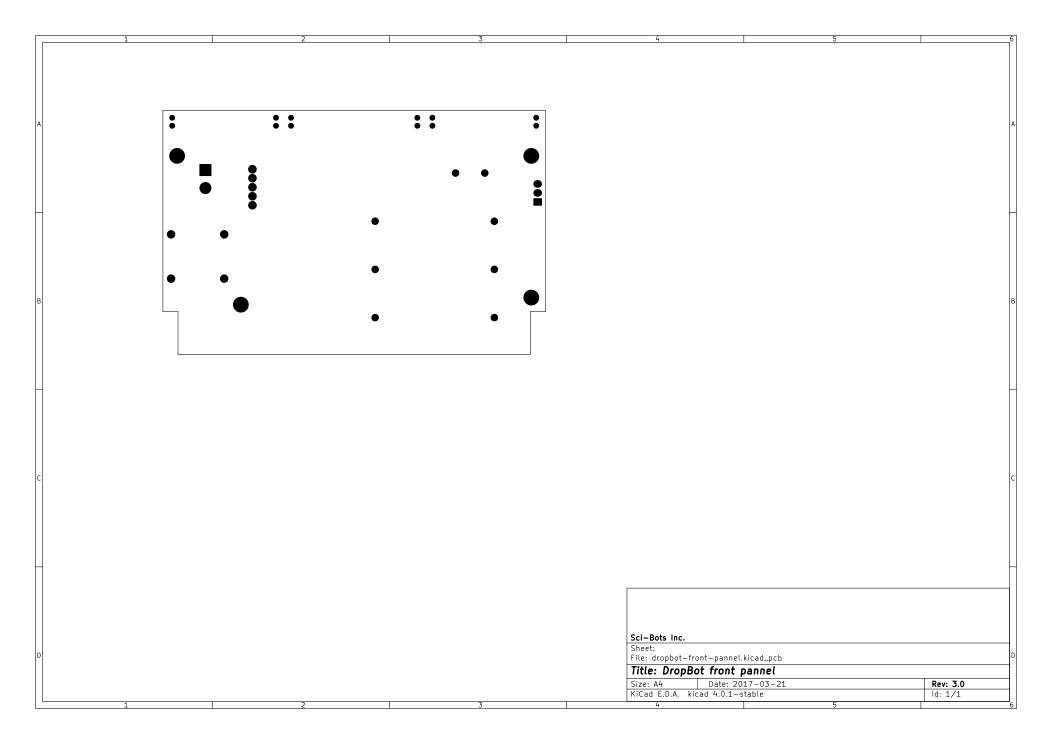 1 2 3 4 5 6
A A
B B
C C
Sci-Bots Inc.
Sheet:
File: dropbot-front-pannel.kicad_pcb
D D
Title: DropBot front pannel
Size: A4 Date: 2017-03-21 Rev: 3.0
KiCad E.D.A. kicad 4.0.1-stable Id: 1/1
1 2 3 4 5 6